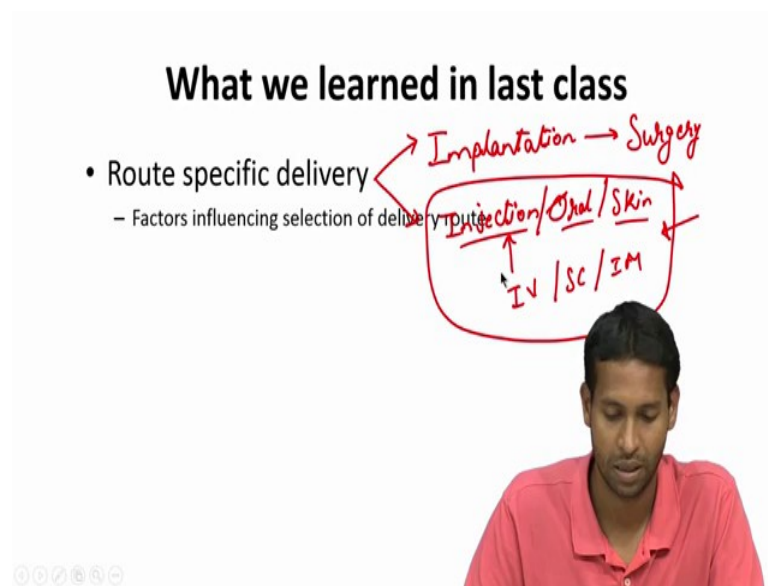 What we learned in last class
Implantation → Surgery
• Route specific delivery
Injection/Oral/Skin
– Factors influencing selection of delivery route
IV/SC/IM